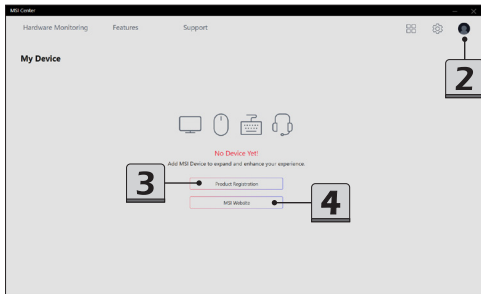 MSI Center
Hardware Monitoring Features Support
My Device
2
No Device Yet!
Add MSI Device to expand and enhance your experience.
3
Product Registration
MSI Website
4